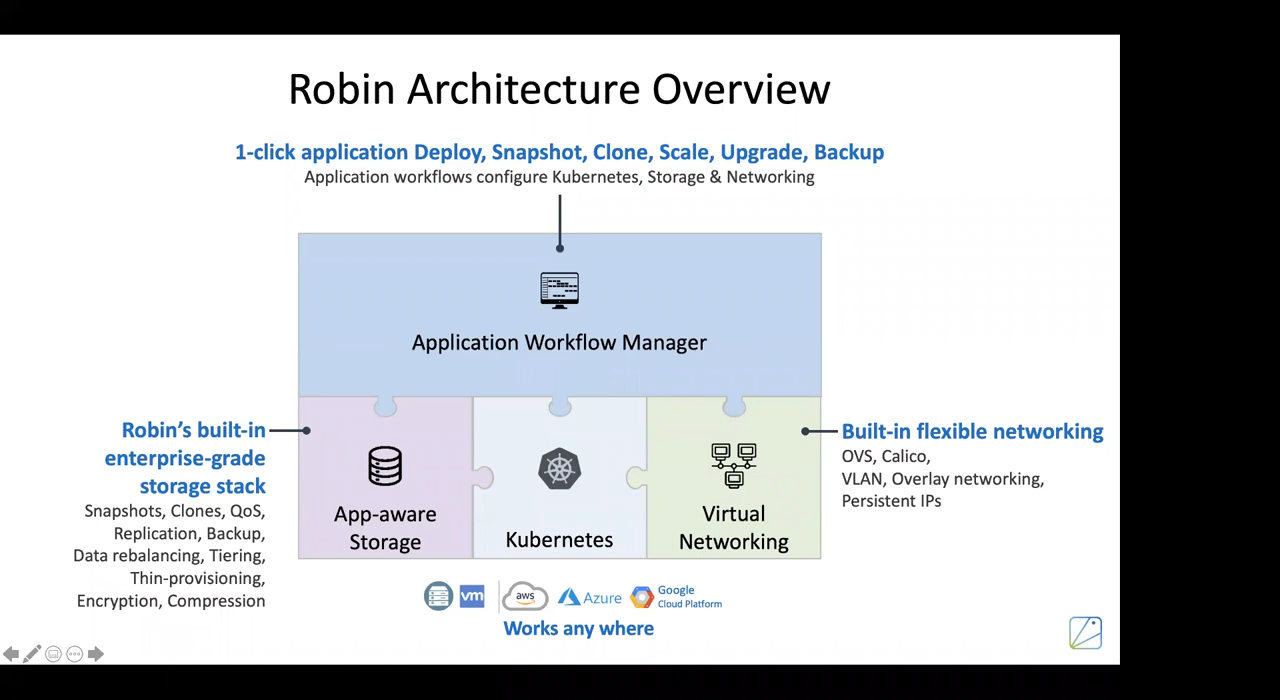 Robin Architecture Overview
1-click application Deploy, Snapshot, Clone, Scale, Upgrade, Backup
Application workflows configure Kubernetes, Storage & Networking
Application Workflow Manager
Robin's built-in
enterprise-grade
storage stack
Snapshots, Clones, QoS,
Replication, Backup,
Data rebalancing, Tiering,
Thin-provisioning,
Encryption, Compression
App-aware
Storage
Kubernetes
Virtual
Networking
Built-in flexible networking
OVS, Calico,
VLAN, Overlay networking,
Persistent IPs
vm
aws
Azure
Google
Cloud Platform
Works any where